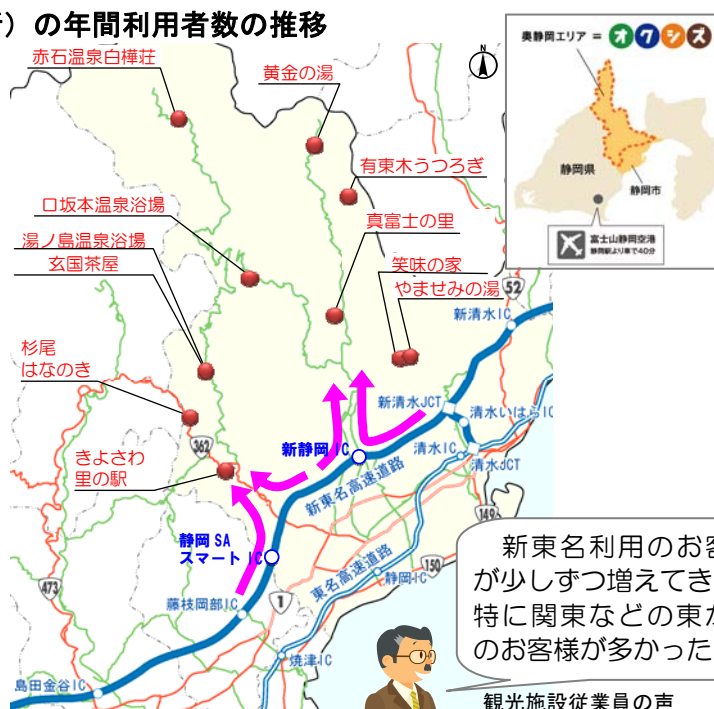 ）の年間利用者数の推移
赤石温泉白樺荘
黄金の湯
有東木うつろぎ
口坂本温泉浴場
真富士の里
湯ノ島温泉浴場
玄国茶屋
笑味の家
やませみの湯
杉尾
はなのき
きよさわ
里の駅
N
奥静岡エリア = オクシズ
静岡県
静岡市
富士山静岡空港
静岡駅より車で40分
52
新清水IC
新清水JCT
清水いはらIC
清水IC
清水JCT
新静岡IC
新東名高速道路
362
静岡SA
スマートIC
149
150
東名高速道路
静岡IC
473
藤枝岡部IC
1
焼津IC
島田金谷IC
新東名利用のお客
が少しずつ増えてき
特に関東などの東か
のお客様が多かった
観光施設従業員の声